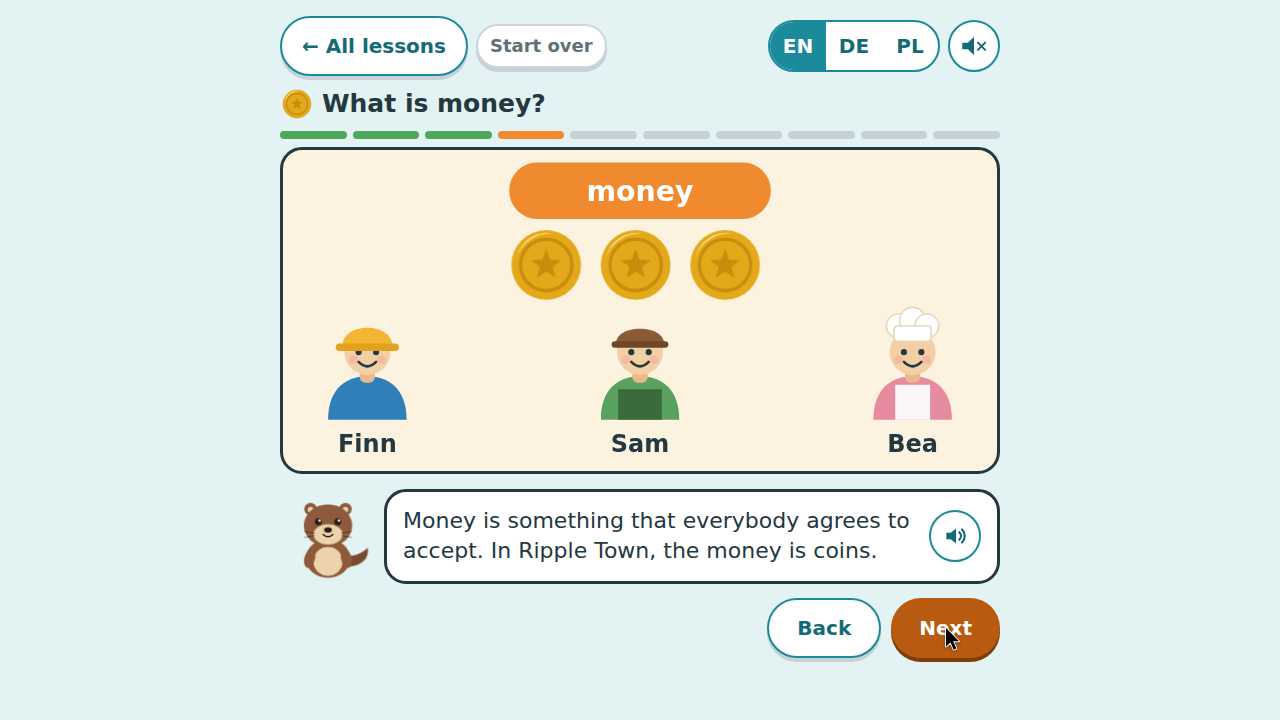 ← All lessons
Start over
EN
DE
PL
What is money?
money
Finn
Sam
Bea
Money is something that everybody agrees to
accept. In Ripple Town, the money is coins.
Back
Next